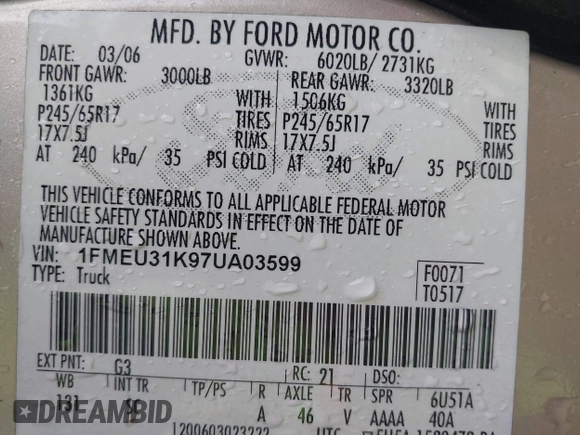 MFD. BY FORD MOTOR CO.
DATE: 03/06 GVWR: 6020LB/ 2731KG
FRONT GAWR: 3000LB REAR GAWR: 3320LB
1361KG WITH 1506KG WITH
P245/65R17 TIRES P245/65R17 TIRES
17X7.5J RIMS 17X7.5J RIMS
AT 240 kPa/ 35 PSI COLD AT 240 kPa/ 35 PSI COLD
THIS VEHICLE CONFORMS TO ALL APPLICABLE FEDERAL MOTOR
VEHICLE SAFETY STANDARDS IN EFFECT ON THE DATE OF
MANUFACTURE SHOWN ABOVE.
VIN: 1FMEU31K97UA03599
TYPE: Truck
F0071
T0517
EXT PNT: G3 RC: 21 DSO:
WB INT TR TP/PS R AXLE TR SPR 6U51A
131 A 46 V AAAA 40A
DREAMBID
1200603023222 UTC